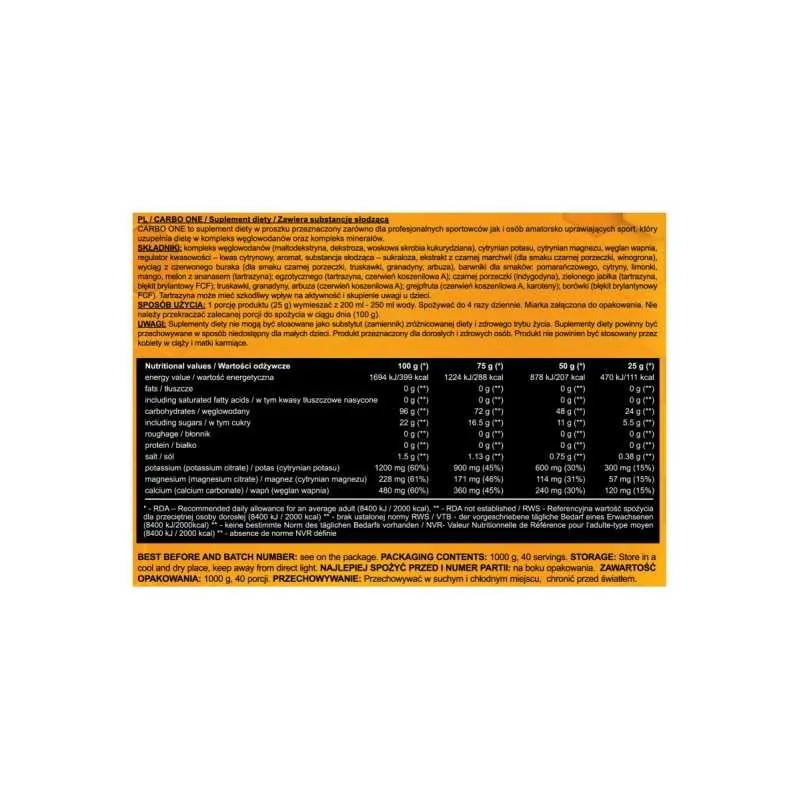 PL / CARBO ONE / Suplement diety / Zawiera substancję słodzącą
CARBO ONE to suplement diety w proszku przeznaczony zarówno dla profesjonalnych sportowców jak i osób amatorsko uprawiających sport, który
uzupełnia dietę w kompleks węglowodanów oraz kompleks minerałów.
SKŁADNIKI: kompleks węglowodanów (maltodekstryna, dekstroza, woskowa skrobia kukurydziana), cytrynian potasu, cytrynian magnezu, węglan wapnia,
regulator kwasowości – kwas cytrynowy, aromat, substancja słodząca – sukraloza, ekstrakt z czarnej marchwi (dla smaku czarnej porzeczki, winogrona),
wyciąg z czerwonego buraka (dla smaku czarnej porzeczki, truskawki, granadyny, arbuza), barwniki dla smaków: pomarańczowego, cytryny, limonki,
mango, melon z ananasem (tartrazyna); egzotycznego (tartrazyna, czerwień koszenilowa A); czarnej porzeczki (indygodyna), zielonego jabłka (tartrazyna,
błękit brylantowy FCF); truskawki, granadyny, arbuza (czerwień koszenilowa A); grejpfruta (czerwień koszenilowa A, karoteny); borówki (błękit brylantowy
FCF). Tartrazyna może mieć szkodliwy wpływ na aktywność i skupienie uwagi u dzieci.
SPOSÓB UŻYCIA: 1 porcję produktu (25 g) wymieszać z 200 ml - 250 ml wody. Spożywać do 4 razy dziennie. Miarka załączona do opakowania. Nie
należy przekraczać zalecanej porcji do spożycia w ciągu dnia (100 g).
UWAGI: Suplementy diety nie mogą być stosowane jako substytut (zamiennik) zróżnicowanej diety i zdrowego trybu życia. Suplementy diety powinny być
przechowywane w sposób niedostępny dla małych dzieci. Produkt przeznaczony dla dorosłych i zdrowych osób. Produkt nie powinien być stosowany przez
kobiety w ciąży i matki karmiące.
Nutritional values / Wartości odżywcze 100 g (*) 75 g (*) 50 g (*) 25 g (*)
energy value / wartość energetyczna 1694 kJ/399 kcal 1224 kJ/288 kcal 878 kJ/207 kcal 470 kJ/111 kcal
fats / tłuszcze 0 g (**) 0 g (**) 0 g (**) 0 g (**)
including saturated fatty acids / w tym kwasy tłuszczowe nasycone 0 g (**) 0 g (**) 0 g (**) 0 g (**)
carbohydrates / węglowodany 96 g (**) 72 g (**) 48 g (**) 24 g (**)
including sugars / w tym cukry 22 g (**) 16.5 g (**) 11 g (**) 5.5 g (**)
roughage / błonnik 0 g (**) 0 g (**) 0 g (**) 0 g (**)
protein / białko 0 g (**) 0 g (**) 0 g (**) 0 g (**)
salt / sól 1.5 g (**) 1.13 g (**) 0.75 g (**) 0.38 g (**)
potassium (potassium citrate) / potas (cytrynian potasu) 1200 mg (60%) 900 mg (45%) 600 mg (30%) 300 mg (15%)
magnesium (magnesium citrate) / magnez (cytrynian magnezu) 228 mg (61%) 171 mg (46%) 114 mg (31%) 57 mg (15%)
calcium (calcium carbonate) / wapń (węglan wapnia) 480 mg (60%) 360 mg (45%) 240 mg (30%) 120 mg (15%)
* - RDA – Recommended daily allowance for an average adult (8400 kJ / 2000 kcal). ** - RDA not established / RWS - Referencyjna wartość spożycia
dla przeciętnej osoby dorosłej (8400 kJ / 2000 kcal) ** - brak ustalonej normy RWS / VTB - der vorgeschriebene tägliche Bedarf eines Erwachsenen
(8400 kJ/2000kcal) ** - keine bestimmte Norm des täglichen Bedarfs vorhanden / NVR- Valeur Nutritionnelle de Référence pour l'adulte-type moyen
(8400 kJ / 2000 kcal) ** - absence de norme NVR définie
BEST BEFORE AND BATCH NUMBER: see on the package. PACKAGING CONTENTS: 1000 g, 40 servings. STORAGE: Store in a
cool and dry place, keep away from direct light. NAJLEPIEJ SPOŻYĆ PRZED I NUMER PARTII: na boku opakowania. ZAWARTOŚĆ
OPAKOWANIA: 1000 g, 40 porcji. PRZECHOWYWANIE: Przechowywać w suchym i chłodnym miejscu, chronić przed światłem.